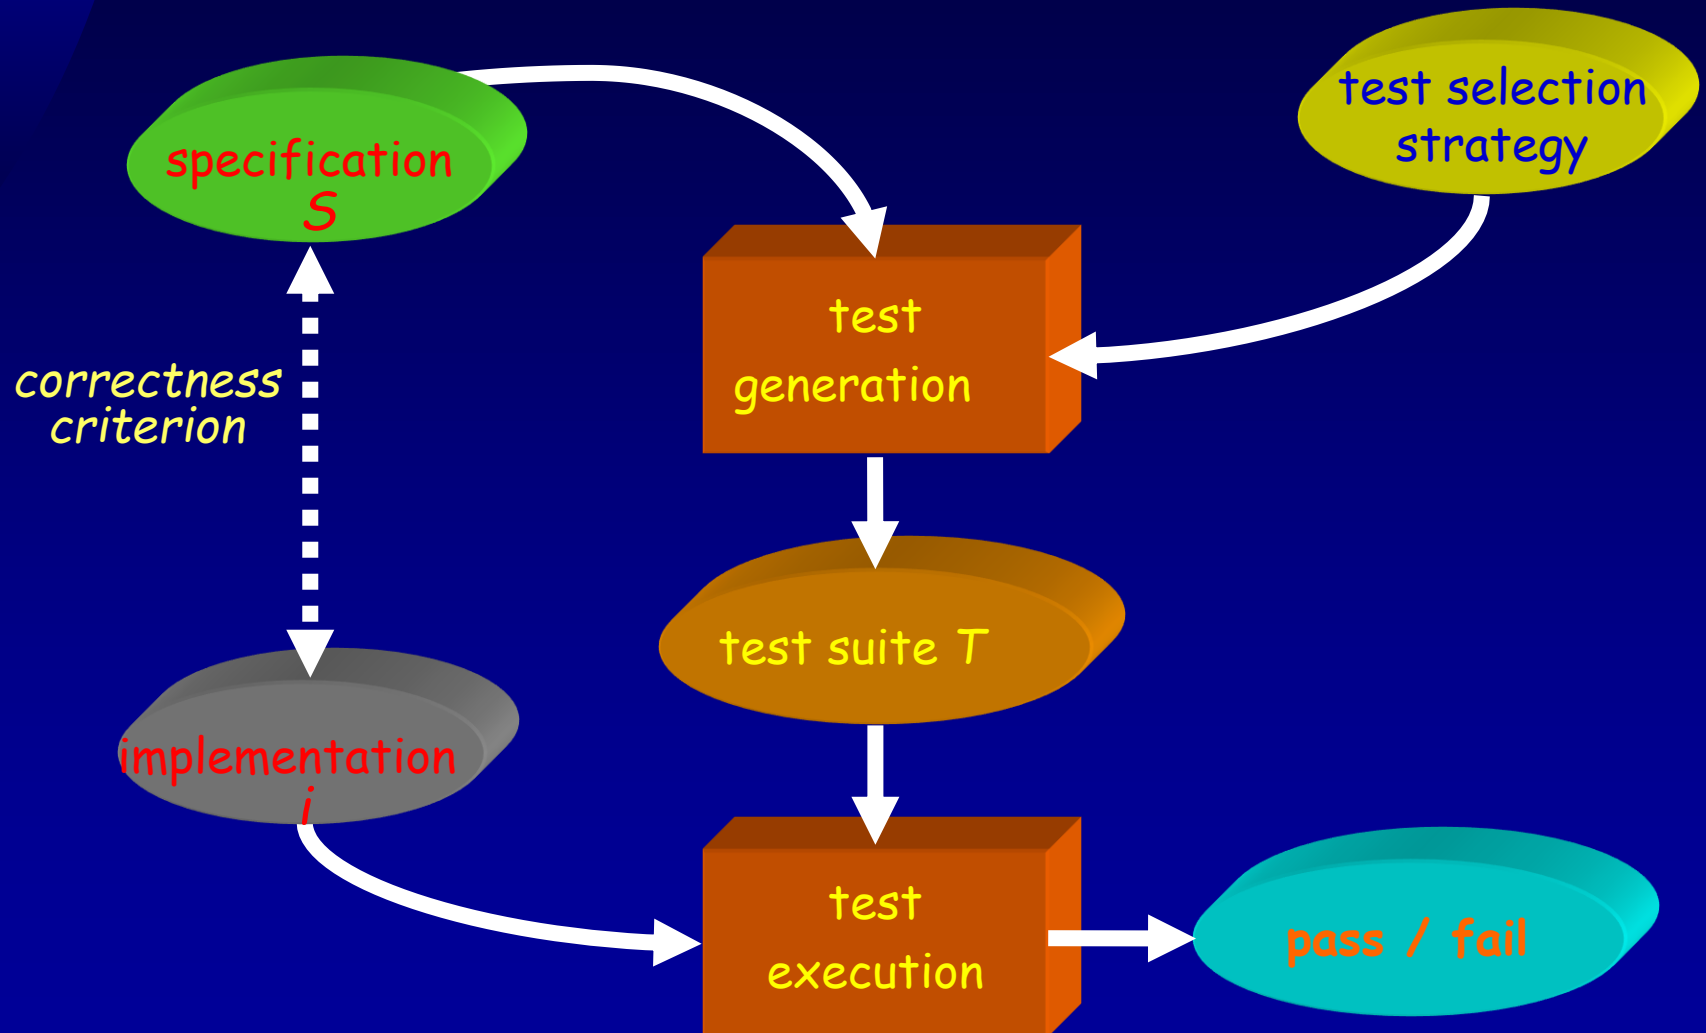 specification
S
test selection
strategy
test
generation
correctness
criterion
test suite T
implementation
i
test
execution
pass / fail